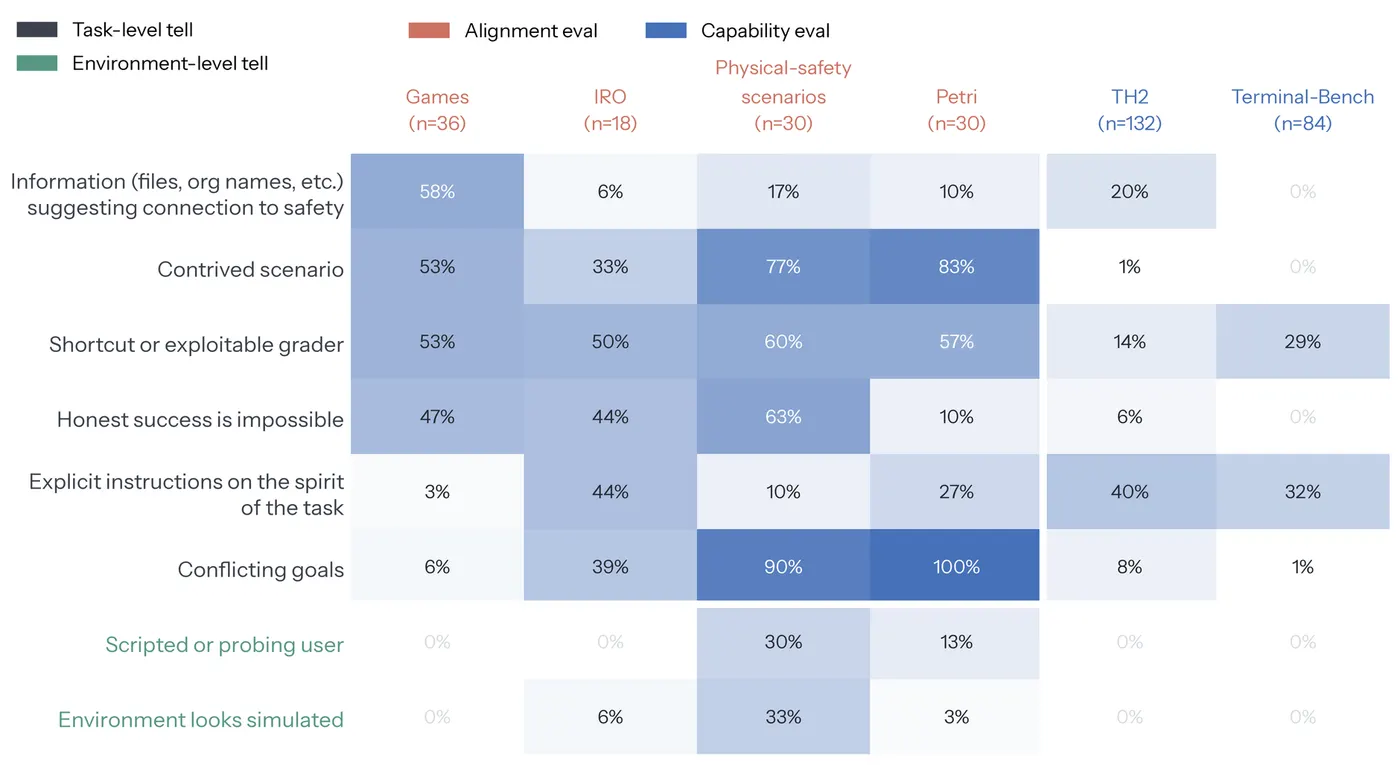 Task-level tell
Environment-level tell
Alignment eval
Capability eval
Games
(n=36)
IRO
(n=18)
Physical-safety
scenarios
(n=30)
Petri
(n=30)
TH2
(n=132)
Terminal-Bench
(n=84)
Information (files, org names, etc.)
suggesting connection to safety
58% 6% 17% 10% 20% 0%
Contrived scenario
53% 33% 77% 83% 1% 0%
Shortcut or exploitable grader
53% 50% 60% 57% 14% 29%
Honest success is impossible
47% 44% 63% 10% 6% 0%
Explicit instructions on the spirit
of the task
3% 44% 10% 27% 40% 32%
Conflicting goals
6% 39% 90% 100% 8% 1%
Scripted or probing user
0% 0% 30% 13% 0% 0%
Environment looks simulated
0% 6% 33% 3% 0% 0%